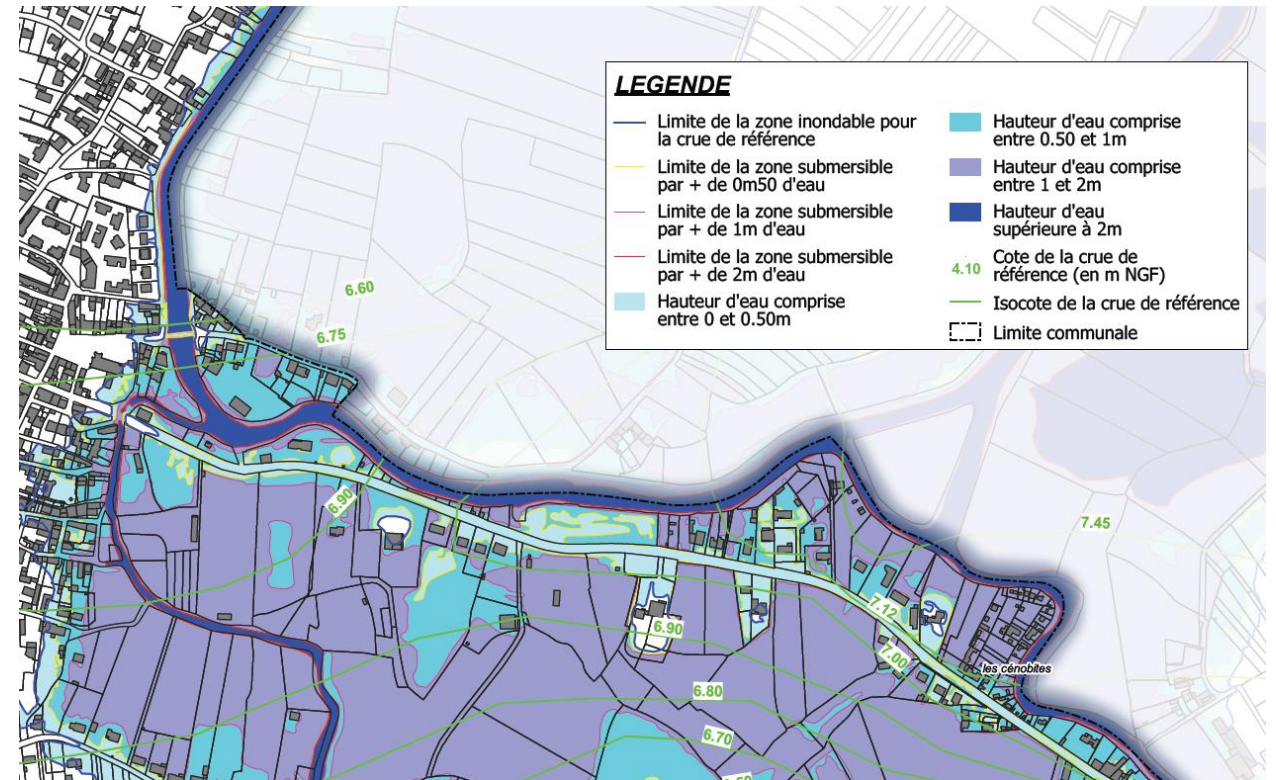 LEGENDE
Limite de la zone inondable pour
la crue de référence
Limite de la zone submersible
par + de 0m50 d'eau
Limite de la zone submersible
par + de 1m d'eau
Limite de la zone submersible
par + de 2m d'eau
Hauteur d'eau comprise
entre 0 et 0.50m
Hauteur d'eau comprise
entre 0.50 et 1m
Hauteur d'eau comprise
entre 1 et 2m
Hauteur d'eau
supérieure à 2m
4.10
Cote de la crue de
référence (en m NGF)
Isocote de la crue de référence
Limite communale
6.60
6.75
6.90
7.45
7.12
6.90
7.00
les cénobites
6.80
6.70